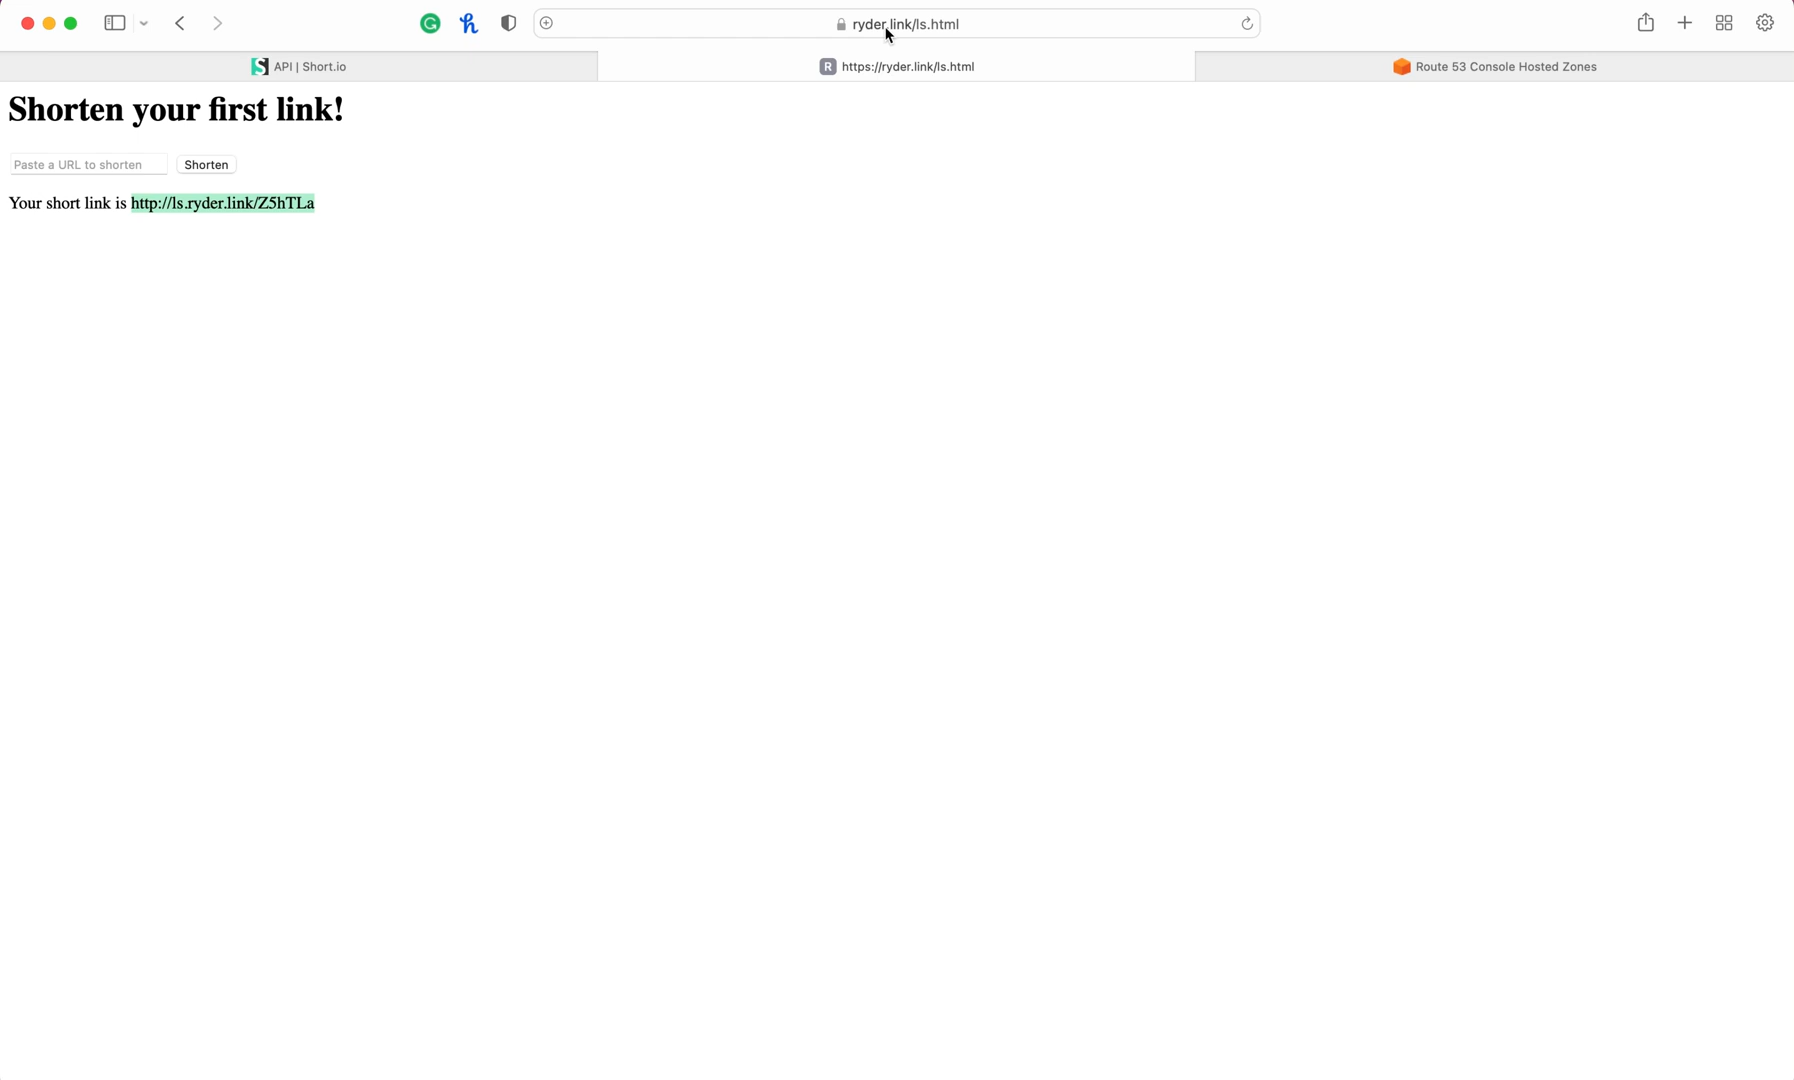 ryder.link/ls.html
API | Short.io
R https://ryder.link/ls.html
Route 53 Console Hosted Zones
Shorten your first link!
Paste a URL to shorten Shorten
Your short link is http://ls.ryder.link/Z5hTLa